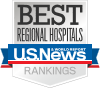 BEST
REGIONAL HOSPITALS
U.S.News
& WORLD REPORT
RANKINGS